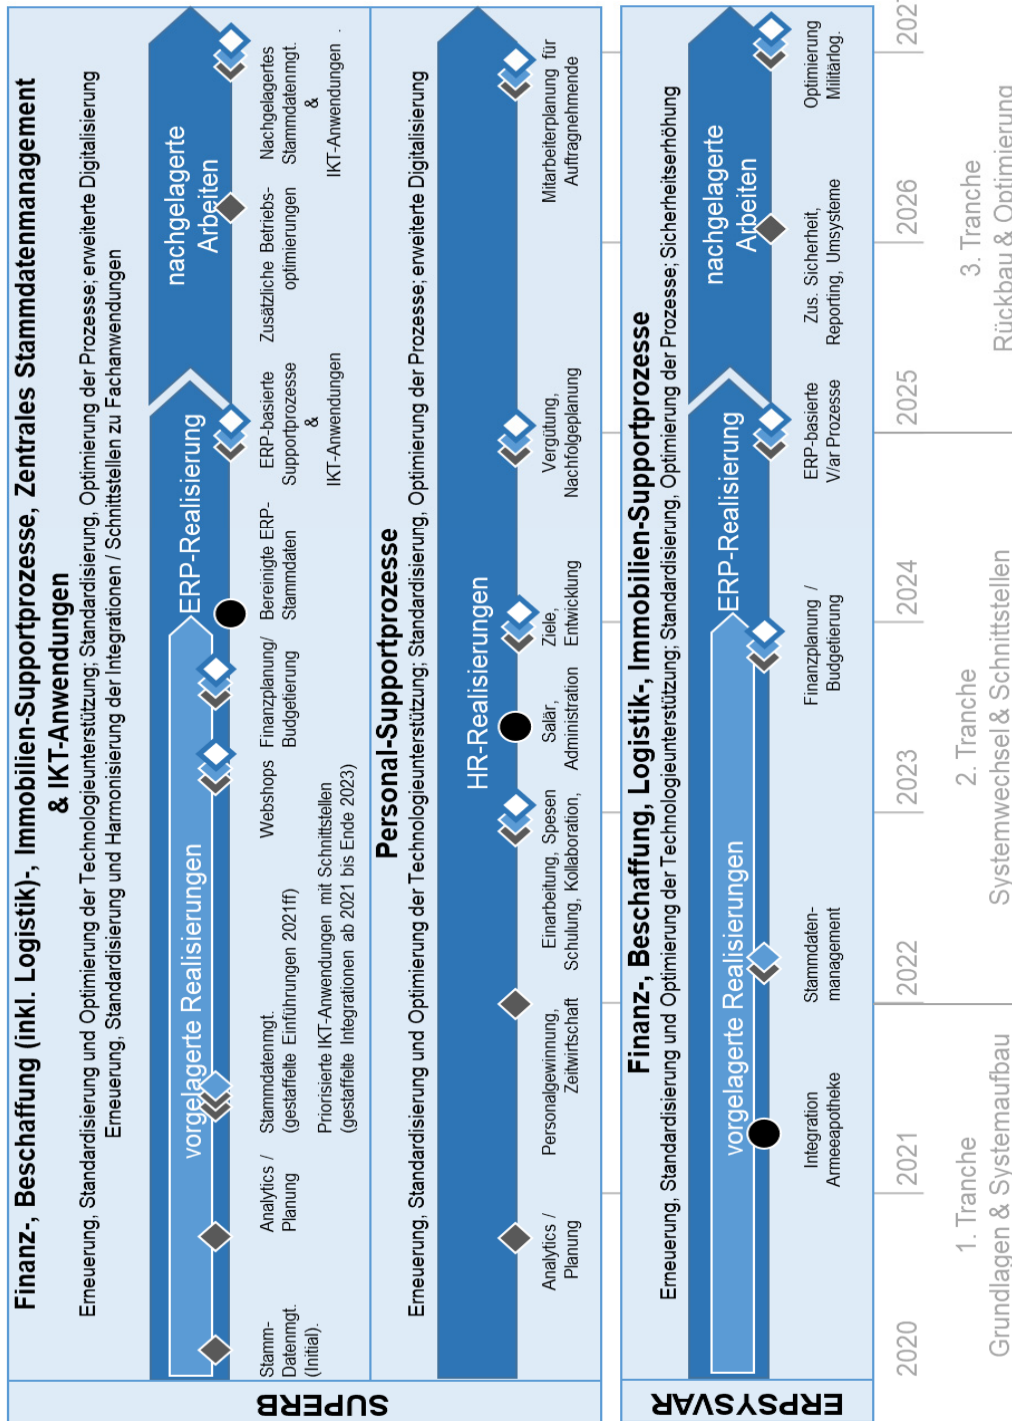 SUPERB
Finanz-, Beschaffung (inkl. Logistik)-, Immobilien-Supportprozesse, Zentrales Stammdatenmanagement
& IKT-Anwendungen
Erneuerung, Standardisierung und Optimierung der Technologieunterstützung; Standardisierung, Optimierung der Prozesse; erweiterte Digitalisierung
Erneuerung, Standardisierung und Harmonisierung der Integrationen / Schnittstellen zu Fachanwendungen
vorgelagerte Realisierungen
ERP-Realisierung
nachgelagerte
Arbeiten
Stamm-
Datenmgt.
(Initial).
Analytics /
Planung
Stammdatenmgt.
(gestaffelte Einführungen 2021ff)
Priorisierte IKT-Anwendungen mit Schnittstellen
(gestaffelte Integrationen ab 2021 bis Ende 2023)
Webshops
Finanzplanung/
Budgetierung
Bereinigte ERP-
Stammdaten
ERP-basierte
Supportprozesse
&
IKT-Anwendungen
Zusätzliche Betriebs-
optimierungen
Nachgelagertes
Stammdatenmgt.
&
IKT-Anwendungen .
Personal-Supportprozesse
Erneuerung, Standardisierung und Optimierung der Technologieunterstützung; Standardisierung, Optimierung der Prozesse; erweiterte Digitalisierung
HR-Realisierungen
Analytics /
Planung
Personalgewinnung,
Zeitwirtschaft
Einarbeitung, Spesen
Schulung, Kollaboration,
Salär,
Administration
Ziele,
Entwicklung
Vergütung,
Nachfolgeplanung
Mitarbeiterplanung für
Auftragnehmende
ERPSYSVAR
Finanz-, Beschaffung, Logistik-, Immobilien-Supportprozesse
Erneuerung, Standardisierung und Optimierung der Technologieunterstützung; Standardisierung, Optimierung der Prozesse; Sicherheitserhöhung
vorgelagerte Realisierungen
ERP-Realisierung
nachgelagerte
Arbeiten
Integration
Armeeapotheke
Stammdaten-
management
Finanzplanung /
Budgetierung
ERP-basierte
V/ar Prozesse
Zus. Sicherheit,
Reporting, Umsysteme
Optimierung
Militärlog.
2020
2021
2022
2023
2024
2025
2026
1. Tranche
Grundlagen & Systemaufbau
2. Tranche
Systemwechsel & Schnittstellen
3. Tranche
Rückbau & Optimierung